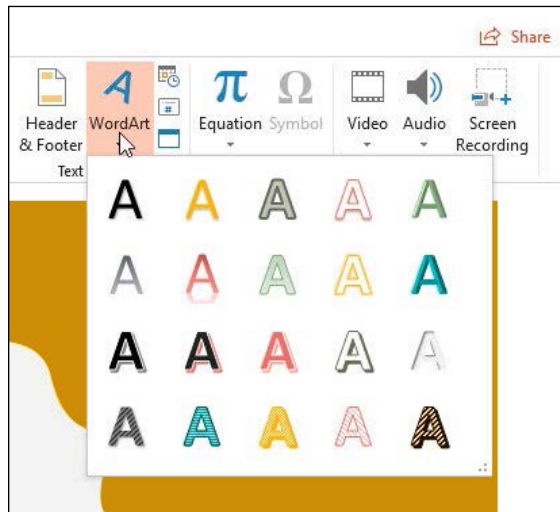 Share
Header
& Footer
WordArt
#
π
Equation
Ω
Symbol
Video
Audio
Screen
Recording
Text
A A A A A
A A A A A
A A A A A
A A A A A